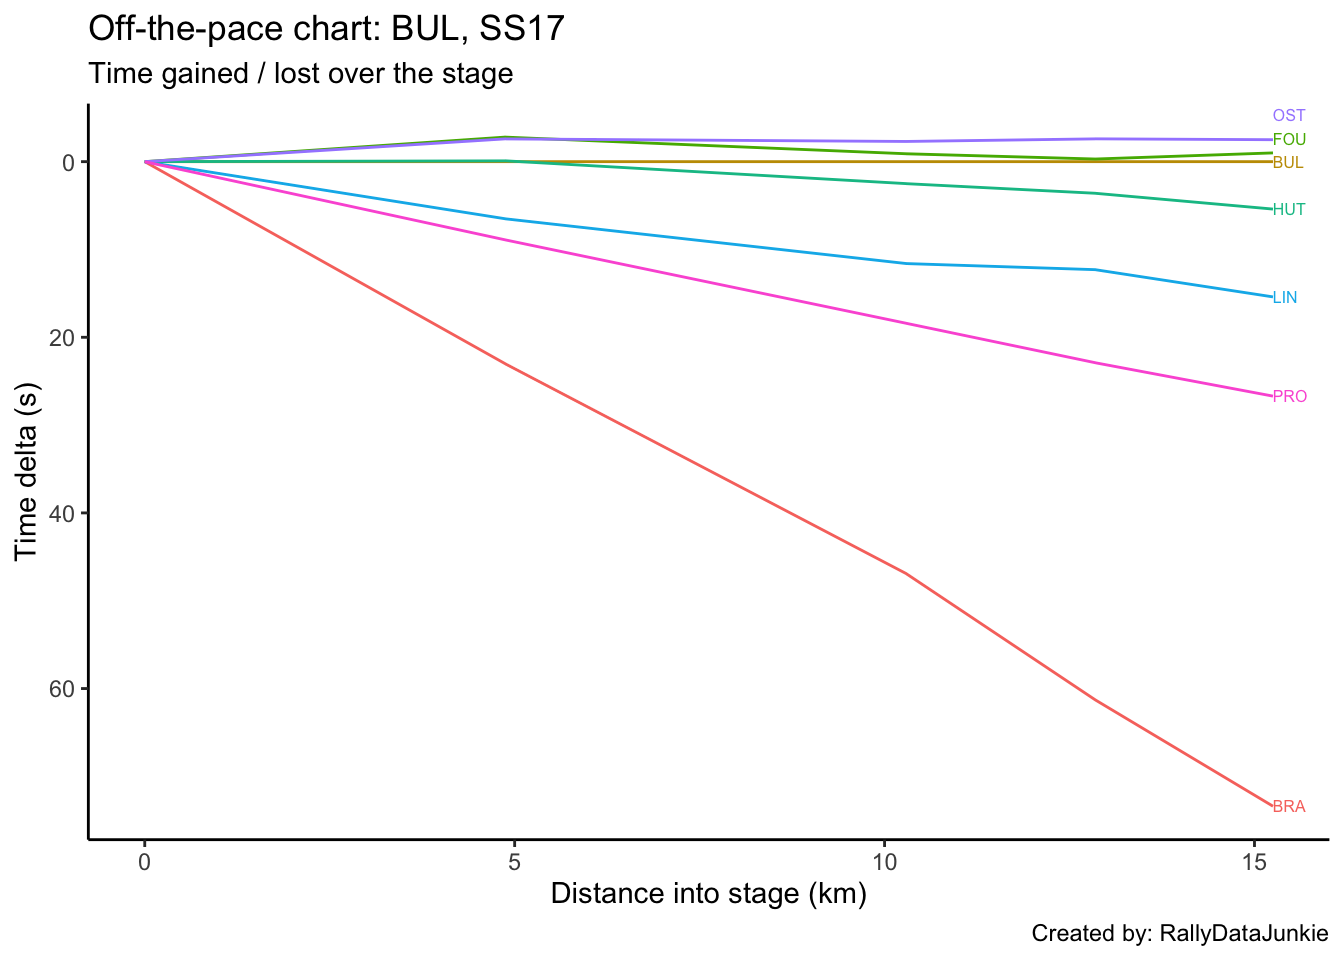 Off-the-pace chart: BUL, SS17
Time gained / lost over the stage
OST
FOU
BUL
HUT
LIN
PRO
BRA
0
20
40
60
Time delta (s)
0
5
10
15
Distance into stage (km)
Created by: RallyDataJunkie